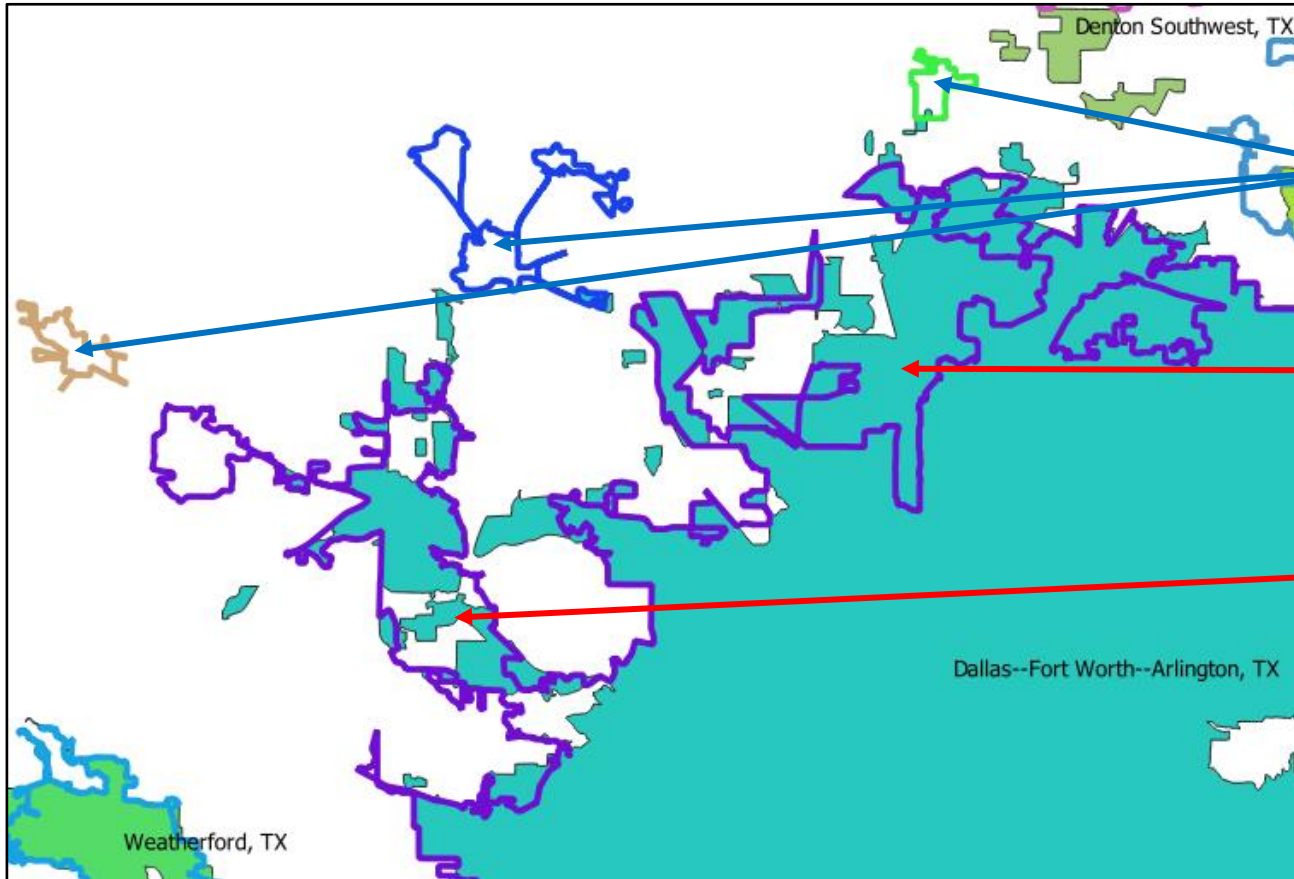 Denton Southwest, TX
Dallas--Fort Worth--Arlington, TX
Weatherford, TX